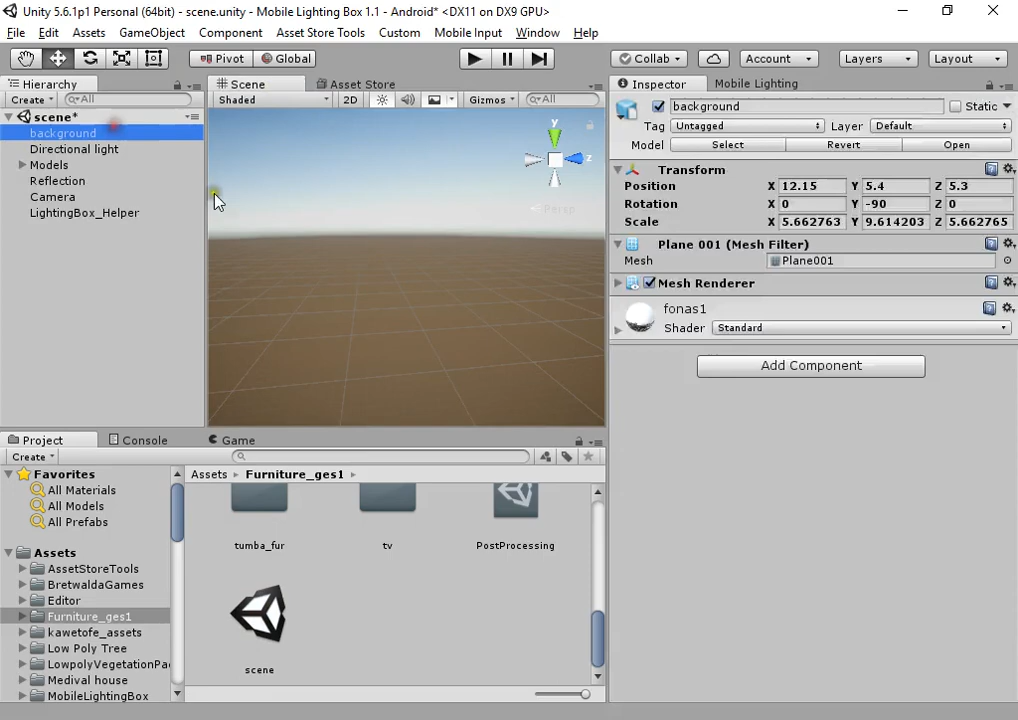 Unity 5.6.1p1 Personal (64bit) - scene.unity - Mobile Lighting Box 1.1 - Android* <DX11 on DX9 GPU>
File Edit Assets GameObject Component Asset Store Tools Custom Mobile Input Window Help
Pivot Global Collab Account Layers Layout
Hierarchy Scene Asset Store Inspector Mobile Lighting
Create All Shaded 2D Gizmos All background Static
scene* Tag Untagged Layer Default
background y Model Select Revert Open
Directional light z
Models Transform
Reflection Position X 12.15 Y 5.4 Z 5.3
Camera Rotation X 0 Y -90 Z 0
LightingBox_Helper Persp Scale X 5.662763 Y 9.614203 Z 5.662765
Plane 001 (Mesh Filter)
Mesh Plane001
Mesh Renderer
fonas1
Shader Standard
Add Component
Project Console Game
Create
Favorites Assets Furniture_ges1
All Materials
All Models
All Prefabs
tumba_fur tv PostProcessing
Assets
AssetStoreTools
BretwaldaGames
Editor
Furniture_ges1
kawetofe_assets
Low Poly Tree
LowpolyVegetationPa
Medival house
MobileLightingBox
scene